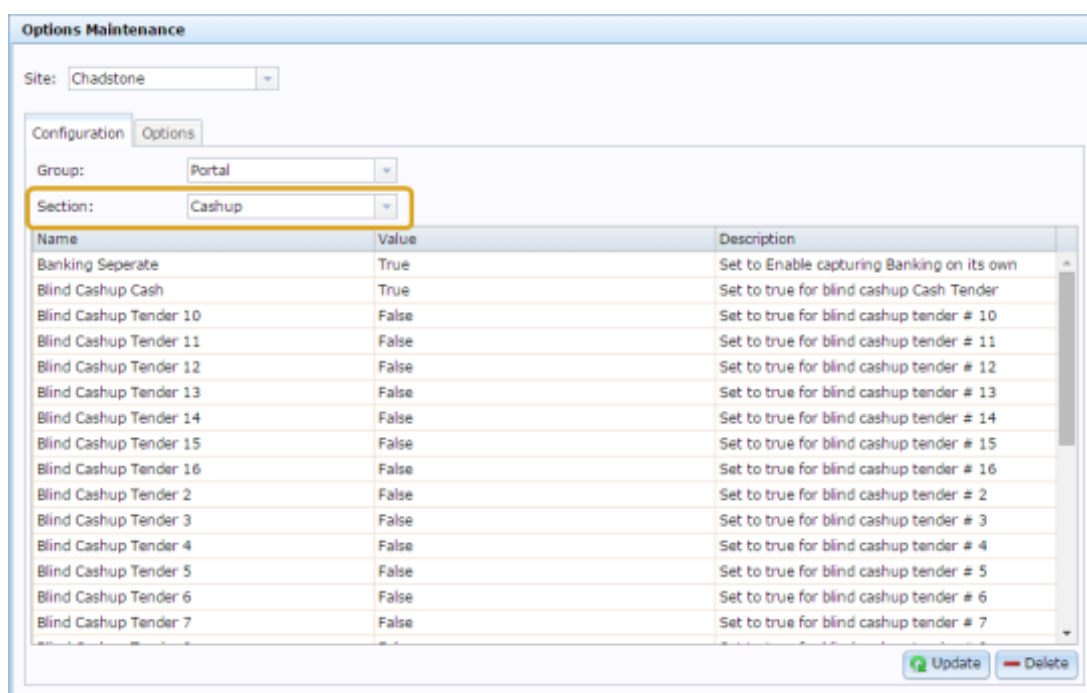 Options Maintenance
Site: Chadstone
Configuration Options
Group: Portal
Section: Cashup
Name Value Description
Banking Seperate True Set to Enable capturing Banking on its own
Blind Cashup Cash True Set to true for blind cashup Cash Tender
Blind Cashup Tender 10 False Set to true for blind cashup tender # 10
Blind Cashup Tender 11 False Set to true for blind cashup tender # 11
Blind Cashup Tender 12 False Set to true for blind cashup tender # 12
Blind Cashup Tender 13 False Set to true for blind cashup tender # 13
Blind Cashup Tender 14 False Set to true for blind cashup tender # 14
Blind Cashup Tender 15 False Set to true for blind cashup tender # 15
Blind Cashup Tender 16 False Set to true for blind cashup tender # 16
Blind Cashup Tender 2 False Set to true for blind cashup tender # 2
Blind Cashup Tender 3 False Set to true for blind cashup tender # 3
Blind Cashup Tender 4 False Set to true for blind cashup tender # 4
Blind Cashup Tender 5 False Set to true for blind cashup tender # 5
Blind Cashup Tender 6 False Set to true for blind cashup tender # 6
Blind Cashup Tender 7 False Set to true for blind cashup tender # 7
Update Delete